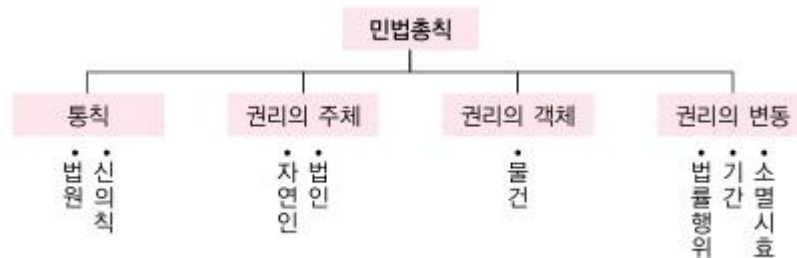 민법총칙
통칙
권리의 주체
권리의 객체
권리의 변동
• 법원
• 신의칙
• 자연인
• 법인
• 물건
• 법률행위
• 기간
• 소멸시효